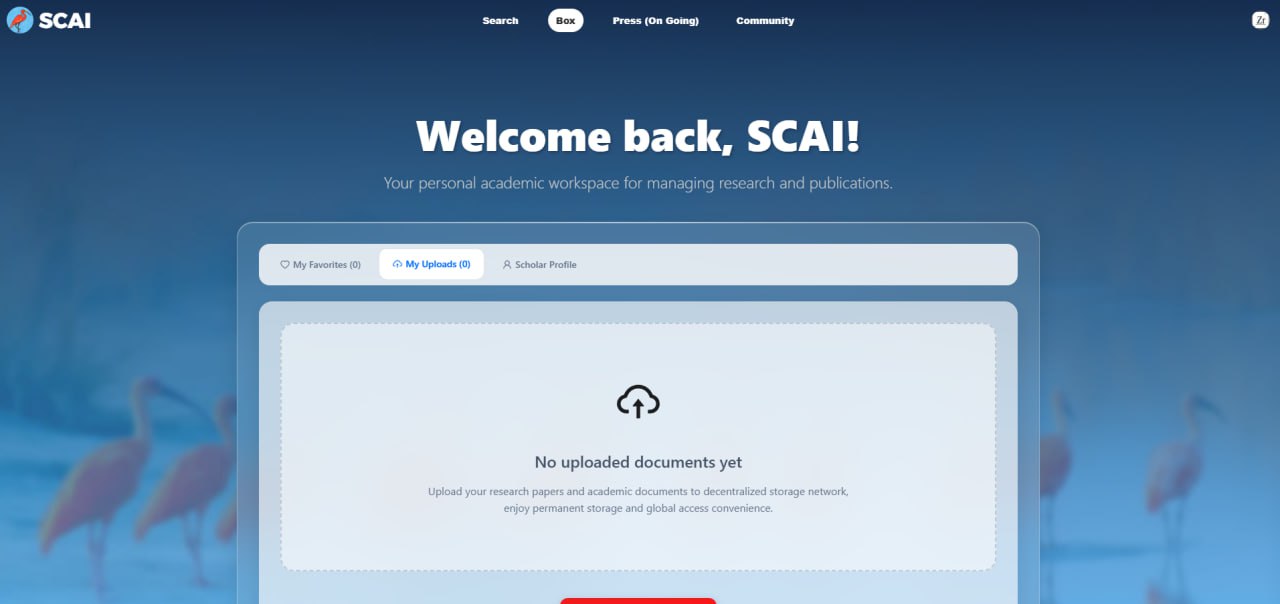 SCAI
Search
Box
Press (On Going)
Community
Zr
Welcome back, SCAI!
Your personal academic workspace for managing research and publications.
My Favorites (0)
My Uploads (0)
Scholar Profile
No uploaded documents yet
Upload your research papers and academic documents to decentralized storage network,
enjoy permanent storage and global access convenience.